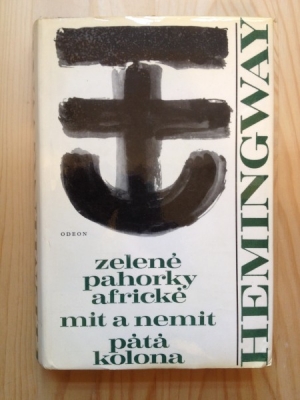 HEMINGWAY
ODEON
zelené
pahorky
africké
mít a nemít
pátá
kolona